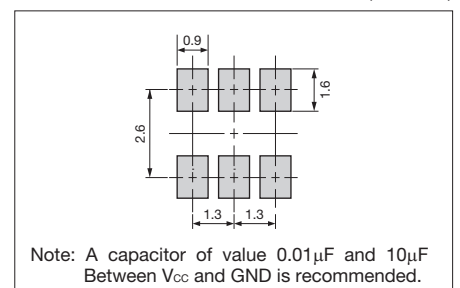 0.9
1.6
2.6
1.3 1.3
Note: A capacitor of value 0.01μF and 10μF
Between Vcc and GND is recommended.